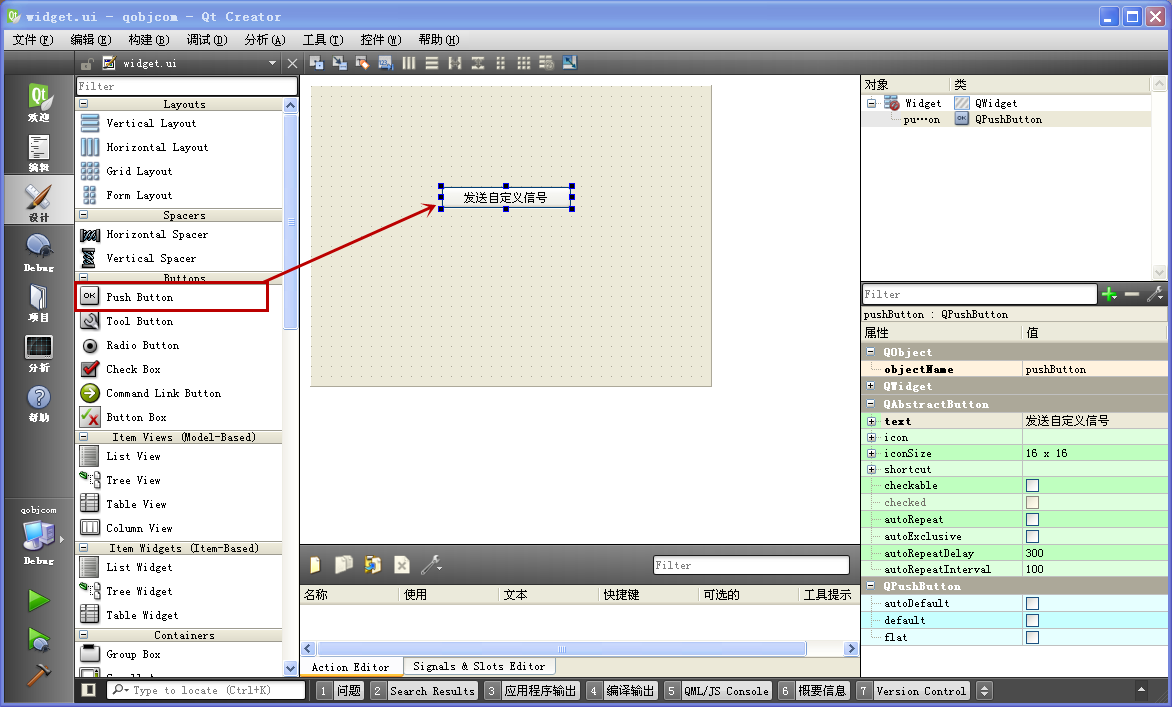 widget.ui - qobjcom - Qt Creator
文件(F) 编辑(E) 构建(B) 调试(D) 分析(A) 工具(T) 控件(W) 帮助(H)
widget.ui
欢迎
编辑
设计
Debug
项目
分析
帮助
qobjcom
Debug
Filter
Layouts
Vertical Layout
Horizontal Layout
Grid Layout
Form Layout
Spacers
Horizontal Spacer
Vertical Spacer
Buttons
OK Push Button
Tool Button
Radio Button
Check Box
Command Link Button
Button Box
Item Views (Model-Based)
List View
Tree View
Table View
Column View
Item Widgets (Item-Based)
List Widget
Tree Widget
Table Widget
Containers
Group Box
发送自定义信号
Filter
名称 使用 文本 快捷键 可选的 工具提示
Action Editor Signals & Slots Editor
对象 类
Widget QWidget
pu…on OK QPushButton
Filter
pushButton : QPushButton
属性 值
QObject
objectName pushButton
QWidget
QAbstractButton
text 发送自定义信号
icon
iconSize 16 x 16
shortcut
checkable
checked
autoRepeat
autoExclusive
autoRepeatDelay 300
autoRepeatInterval 100
QPushButton
autoDefault
default
flat
Type to locate (Ctrl+K) 1 问题 2 Search Results 3 应用程序输出 4 编译输出 5 QML/JS Console 6 概要信息 7 Version Control